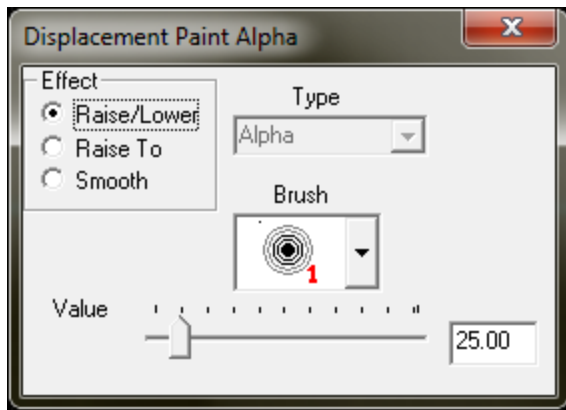 Displacement Paint Alpha
Effect
Raise/Lower
Raise To
Smooth
Type
Alpha
Brush
1
Value
25.00